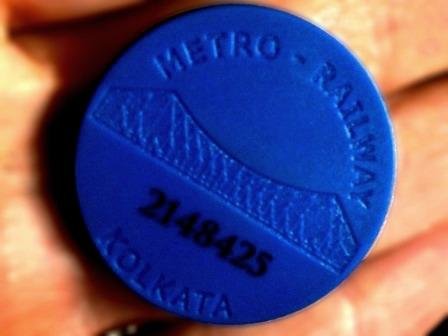 METRO - RAILWAY
2148425
KOLKATA